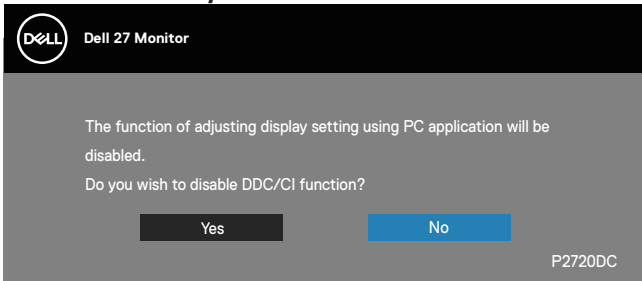 DELL
Dell 27 Monitor
The function of adjusting display setting using PC application will be
disabled.
Do you wish to disable DDC/CI function?
Yes
No
P2720DC